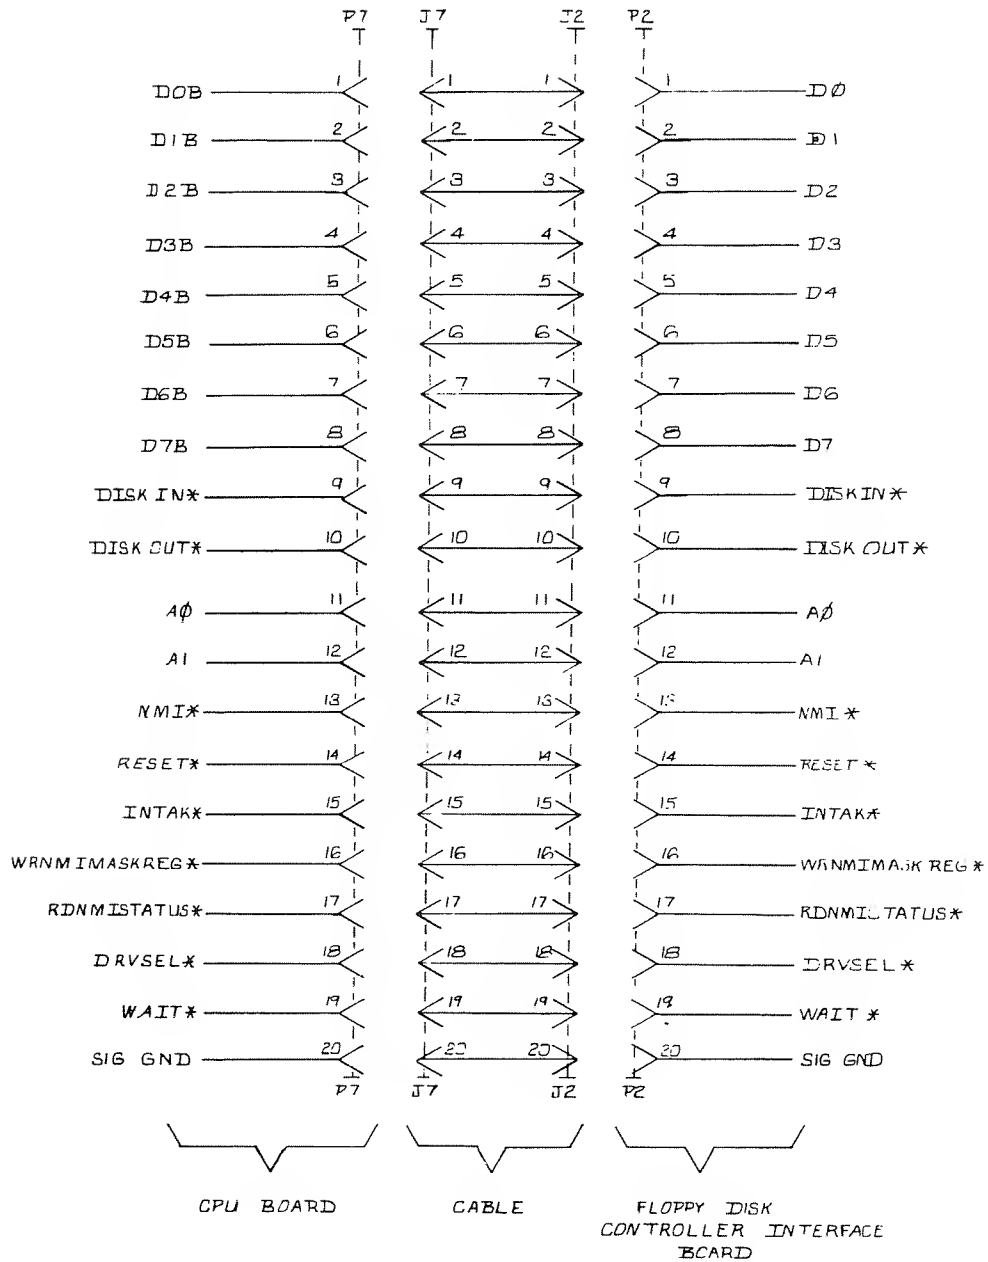 P7 J7 J2 P2
D0B 1 1 1 1 DØ
D1B 2 2 2 2 D1
D2B 3 3 3 3 D2
D3B 4 4 4 4 D3
D4B 5 5 5 5 D4
D5B 6 6 6 6 D5
D6B 7 7 7 7 D6
D7B 8 8 8 8 D7
DISK IN* 9 9 9 9 DISK IN*
DISK OUT* 10 10 10 10 DISK OUT*
AØ 11 11 11 11 AØ
A1 12 12 12 12 A1
NMI* 13 13 13 13 NMI*
RESET* 14 14 14 14 RESET*
INTAK* 15 15 15 15 INTAK*
WRNMIMASKREG* 16 16 16 16 WRNMIMASKREG*
RDNMISTATUS* 17 17 17 17 RDNMISTATUS*
DRVSEL* 18 18 18 18 DRVSEL*
WAIT* 19 19 19 19 WAIT*
SIG GND 20 20 20 20 SIG GND
P7 J7 J2 P2
CPU BOARD
CABLE
FLOPPY DISK
CONTROLLER INTERFACE
BOARD